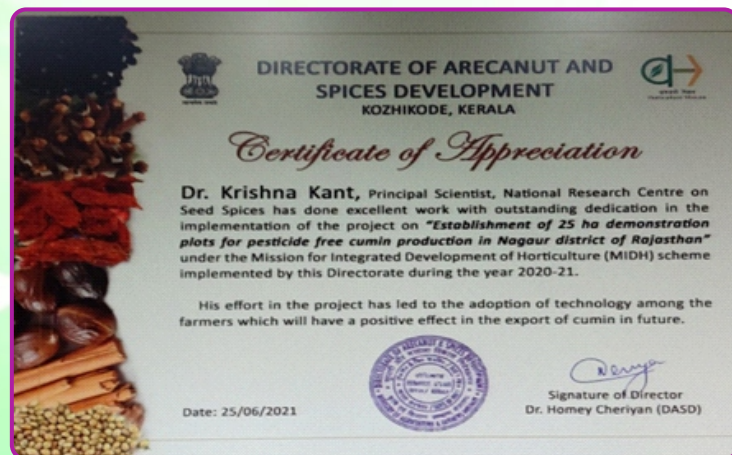 DIRECTORATE OF ARECANUT AND
SPICES DEVELOPMENT
KOZHIKODE, KERALA
Certificate of Appreciation
Dr. Krishna Kant, Principal Scientist, National Research Centre on
Seed Spices has done excellent work with outstanding dedication in the
implementation of the project on "Establishment of 25 ha demonstration
plots for pesticide free cumin production in Nagaur district of Rajasthan"
under the Mission for Integrated Development of Horticulture (MIDH) scheme
implemented by this Directorate during the year 2020-21.
His effort in the project has led to the adoption of technology among the
farmers which will have a positive effect in the export of cumin in future.
Date: 25/06/2021
Signature of Director
Dr. Homey Cheriyan (DASD)